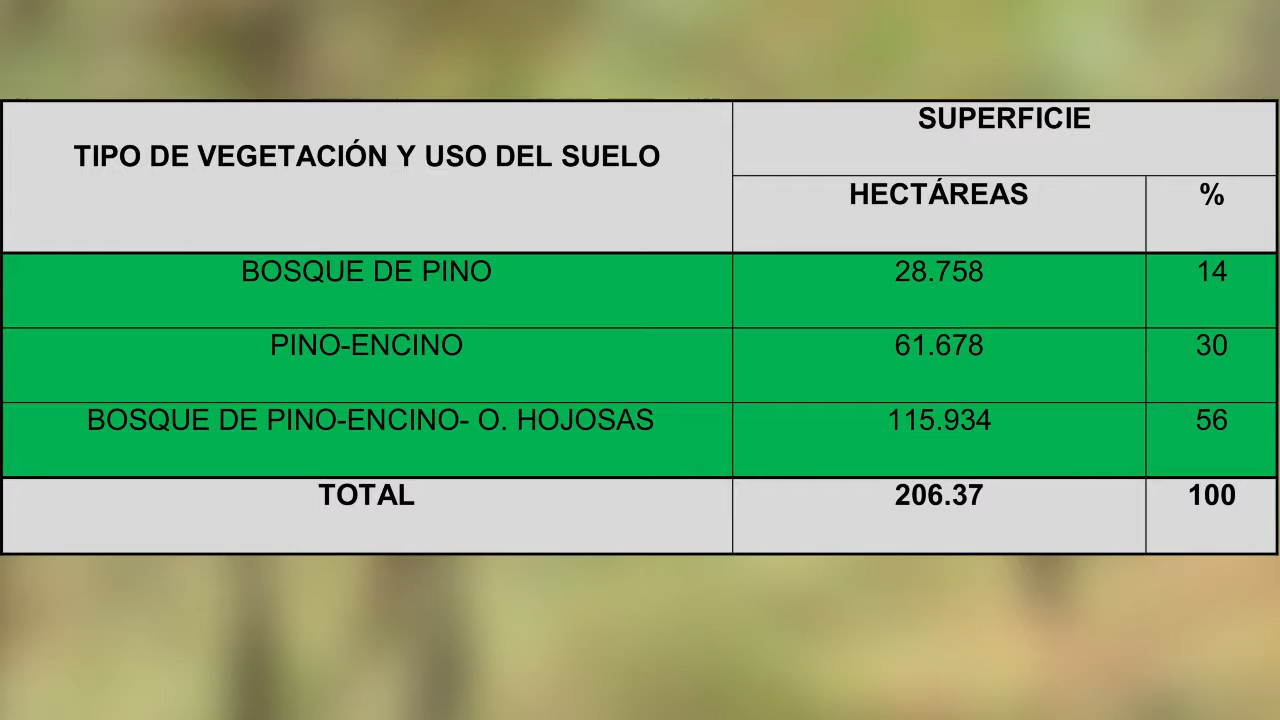 TIPO DE VEGETACIÓN Y USO DEL SUELO
SUPERFICIE
HECTÁREAS
%
BOSQUE DE PINO 28.758 14
PINO-ENCINO 61.678 30
BOSQUE DE PINO-ENCINO- O. HOJOSAS 115.934 56
TOTAL 206.37 100